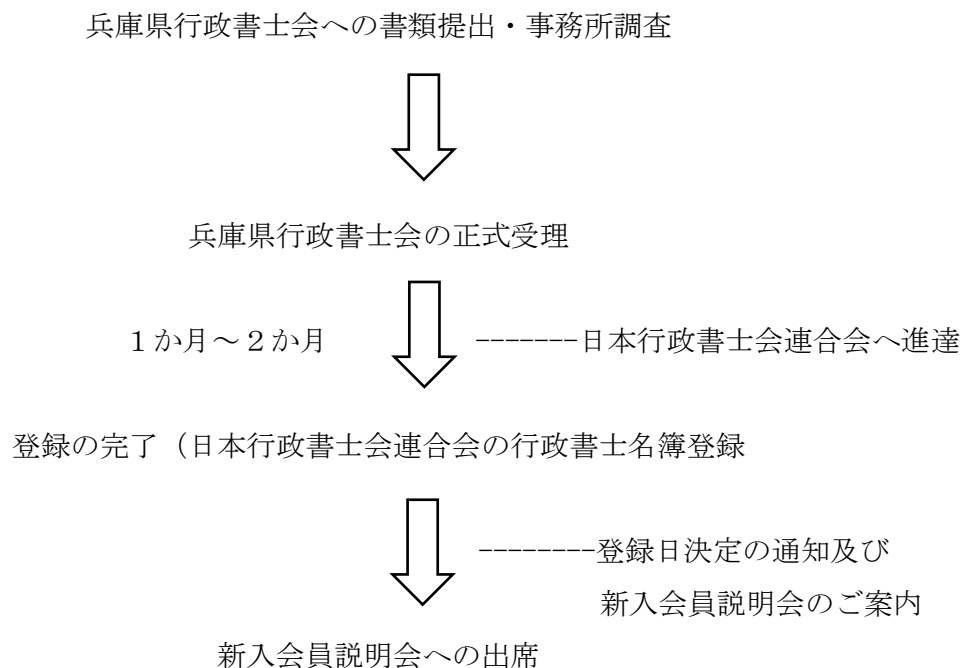 兵庫県行政書士会への書類提出・事務所調査
兵庫県行政書士会の正式受理
１か月～２か月
-------日本行政書士会連合会へ進達
登録の完了（日本行政書士会連合会の行政書士名簿登録
--------登録日決定の通知及び
新入会員説明会のご案内
新入会員説明会への出席